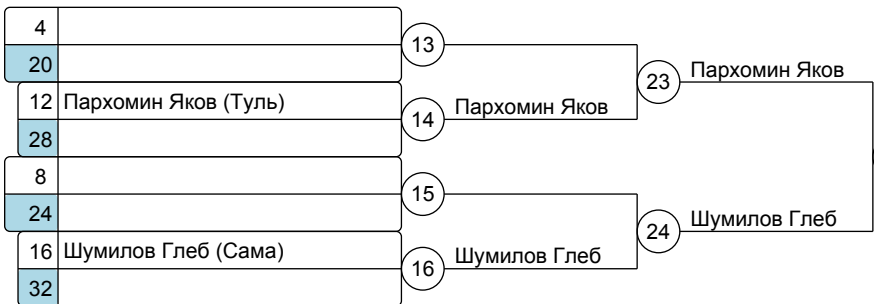 4
13
20
23 Пархомин Яков
12 Пархомин Яков (Туль)
14 Пархомин Яков
28
8
15
24
24 Шумилов Глеб
16 Шумилов Глеб (Сама)
16 Шумилов Глеб
32